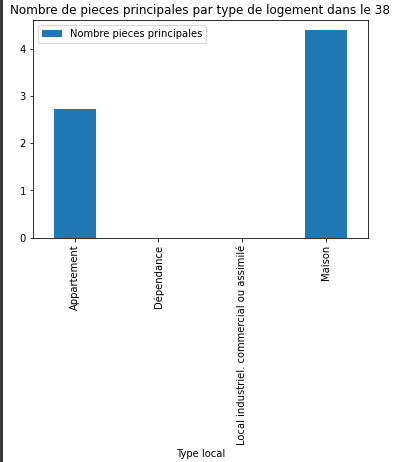 Nombre de pieces principales par type de logement dans le 38
Nombre pieces principales
4
3
2
1
0
Appartement
Dépendance
Local industriel. commercial ou assimilé
Maison
Type local